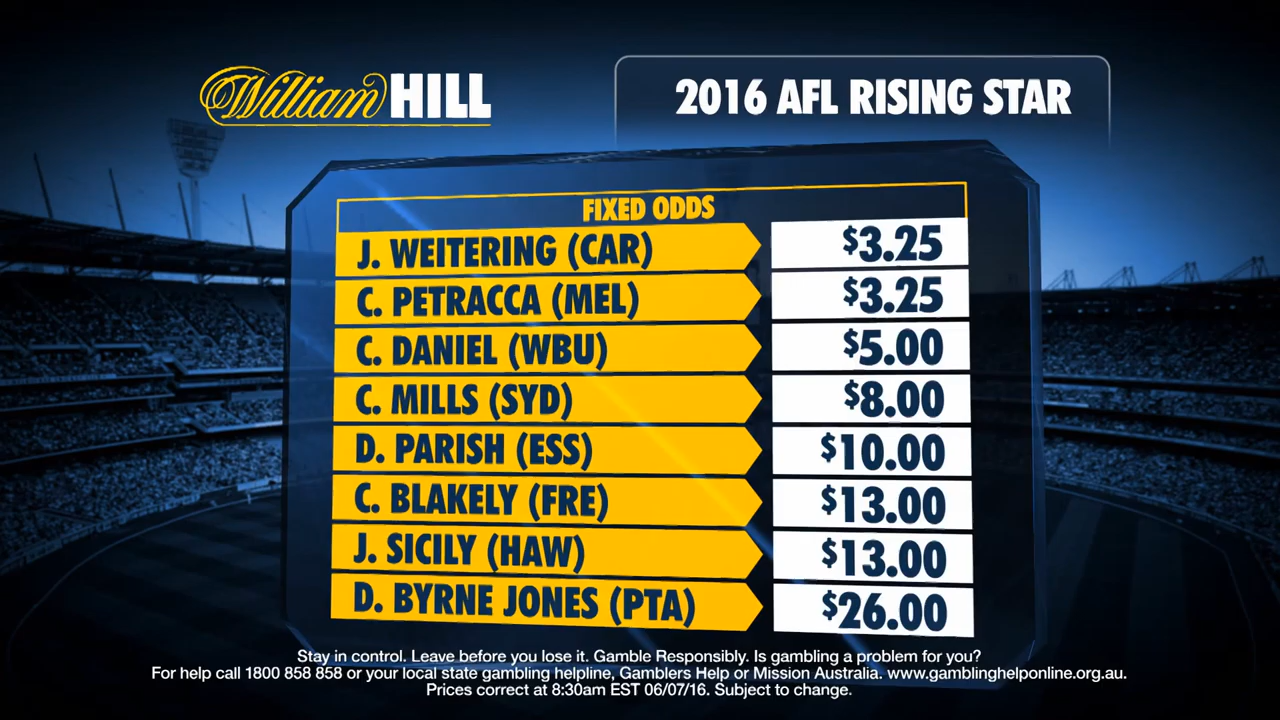 William HILL
2016 AFL RISING STAR
FIXED ODDS
J. WEITERING (CAR) $3.25
C. PETRACCA (MEL) $3.25
C. DANIEL (WBU) $5.00
C. MILLS (SYD) $8.00
D. PARISH (ESS) $10.00
C. BLAKELY (FRE) $13.00
J. SICILY (HAW) $13.00
D. BYRNE JONES (PTA) $26.00
Stay in control. Leave before you lose it. Gamble Responsibly. Is gambling a problem for you?
For help call 1800 858 858 or your local state gambling helpline, Gamblers Help or Mission Australia. www.gamblinghelponline.org.au.
Prices correct at 8:30am EST 06/07/16. Subject to change.